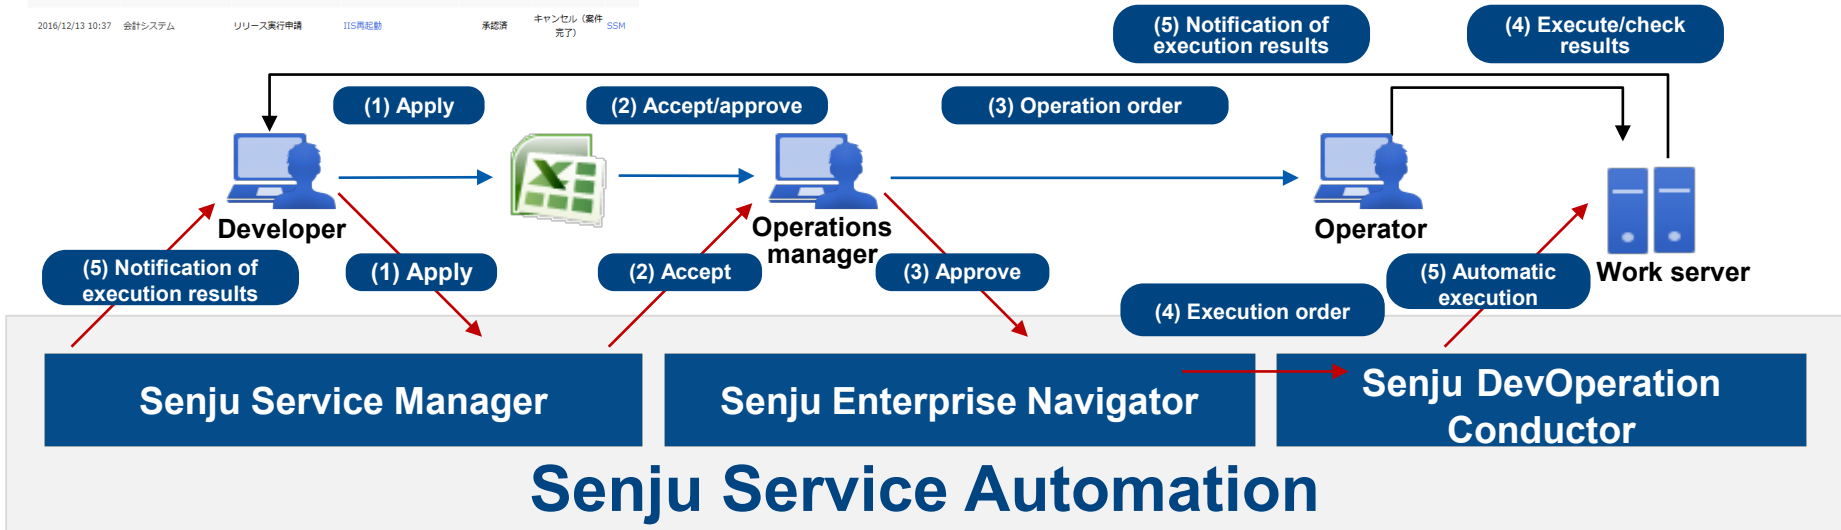 2016/12/13 10:37 会計システム リリース実行申請 IIS再起動 承認済 キャンセル（案件
完了） SSM
(5) Notification of
execution results
(4) Execute/check
results
(1) Apply
(2) Accept/approve
(3) Operation order
Developer
Operations
manager
Operator
Work server
(5) Notification of
execution results
(1) Apply
(2) Accept
(3) Approve
(4) Execution order
(5) Automatic
execution
Senju Service Manager
Senju Enterprise Navigator
Senju DevOperation
Conductor
Senju Service Automation